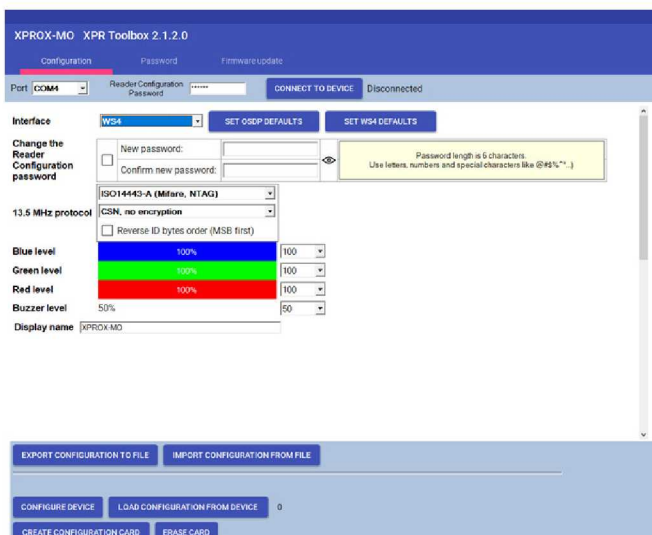 XPROX-MO XPR Toolbox 2.1.2.0
Configuration Password Firmware update
Port COM4 Reader Configuration Password ****** CONNECT TO DEVICE Disconnected
Interface WS4 SET OSDP DEFAULTS SET WS4 DEFAULTS
Change the Reader Configuration password
New password:
Confirm new password:
Password length is 6 characters.
Use letters, numbers and special characters like @#$%^*..)
ISO14443-A (Mifare, NTAG)
13.5 MHz protocol CSN, no encryption
Reverse ID bytes order (MSB first)
Blue level 100% 100
Green level 100% 100
Red level 100% 100
Buzzer level 50% 50
Display name XPROX-MO
EXPORT CONFIGURATION TO FILE IMPORT CONFIGURATION FROM FILE
CONFIGURE DEVICE LOAD CONFIGURATION FROM DEVICE 0
CREATE CONFIGURATION CARD ERASE CARD